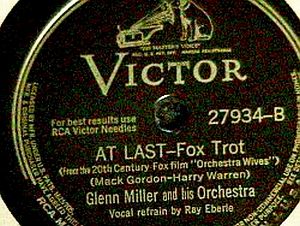 "HIS MASTER'S VOICE"
VICTOR
For best results use
RCA Victor Needles
27934-B
AT LAST–Fox Trot
(From the 20th Century-Fox film "Orchestra Wives")
(Mack Gordon-Harry Warren)
Glenn Miller and his Orchestra
Vocal refrain by Ray Eberle